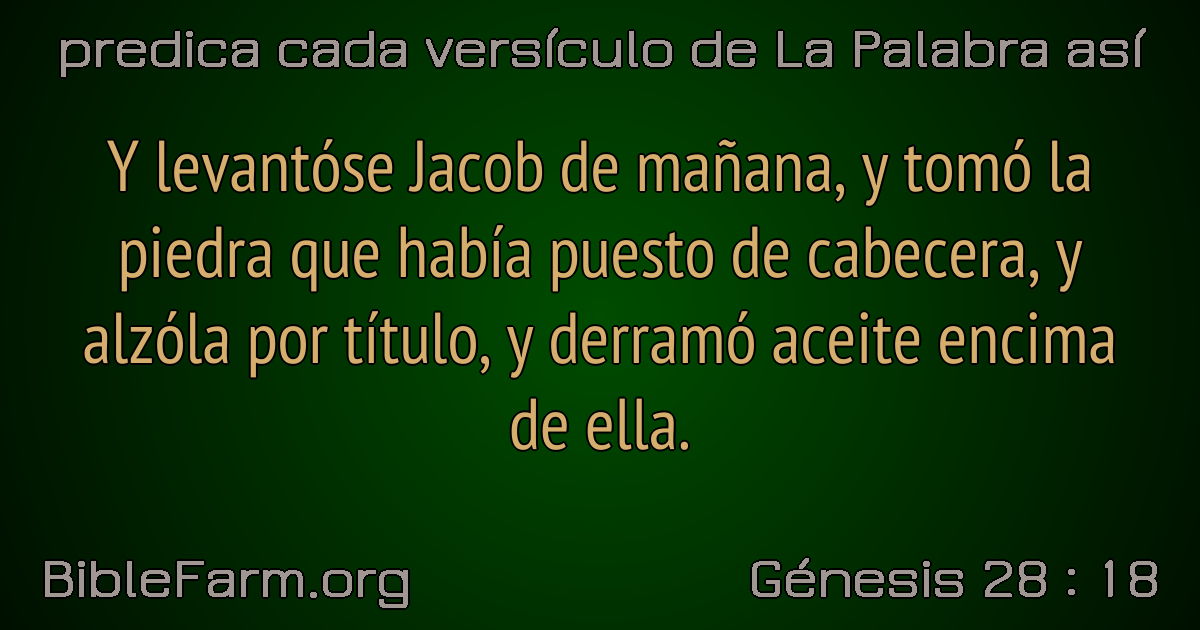 predica cada versículo de La Palabra así
Y levantóse Jacob de mañana, y tomó la
piedra que había puesto de cabecera, y
alzóla por título, y derramó aceite encima
de ella.
BibleFarm.org
Génesis 28 : 18